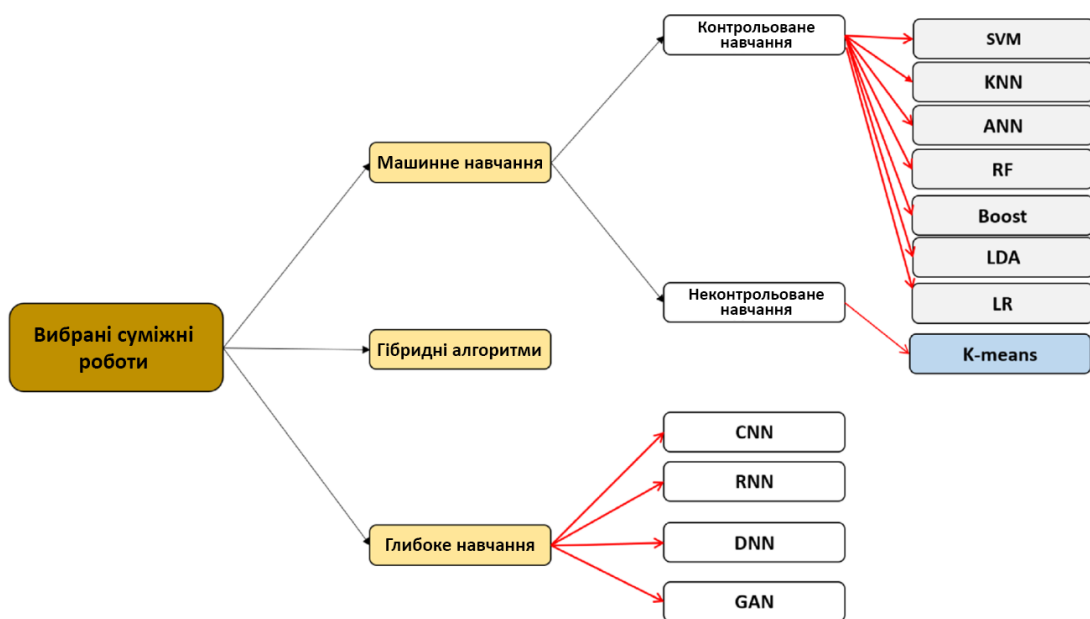 Контрольоване
навчання
SVM
KNN
ANN
RF
Boost
LDA
LR
Машинне навчання
Неконтрольоване
навчання
K-means
Вибрані суміжні
роботи
Гібридні алгоритми
CNN
RNN
DNN
GAN
Глибоке навчання